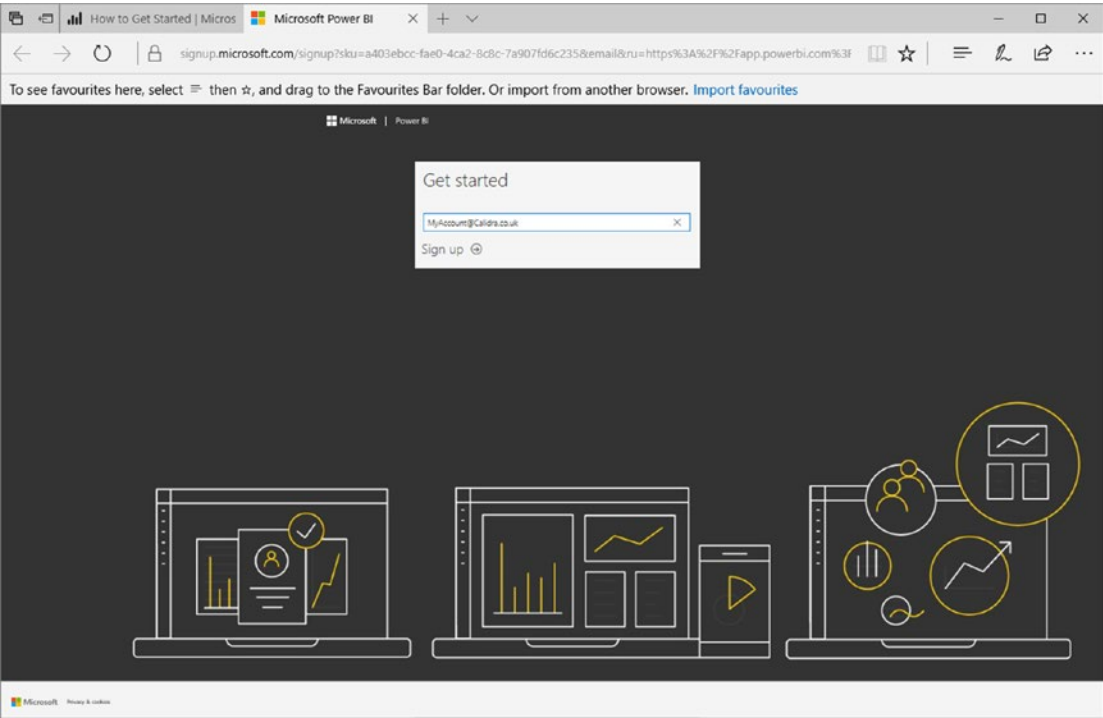 How to Get Started | Micros
Microsoft Power BI
signup.microsoft.com/signup?sku=a403ebcc-fae0-4ca2-8c8c-7a907fd6c235&email&ru=https%3A%2F%2Fapp.powerbi.com%3F
To see favourites here, select then ☆, and drag to the Favourites Bar folder. Or import from another browser. Import favourites
Microsoft | Power BI
Get started
MyAccount@Calidra.co.uk
Sign up
Microsoft Privacy & cookies